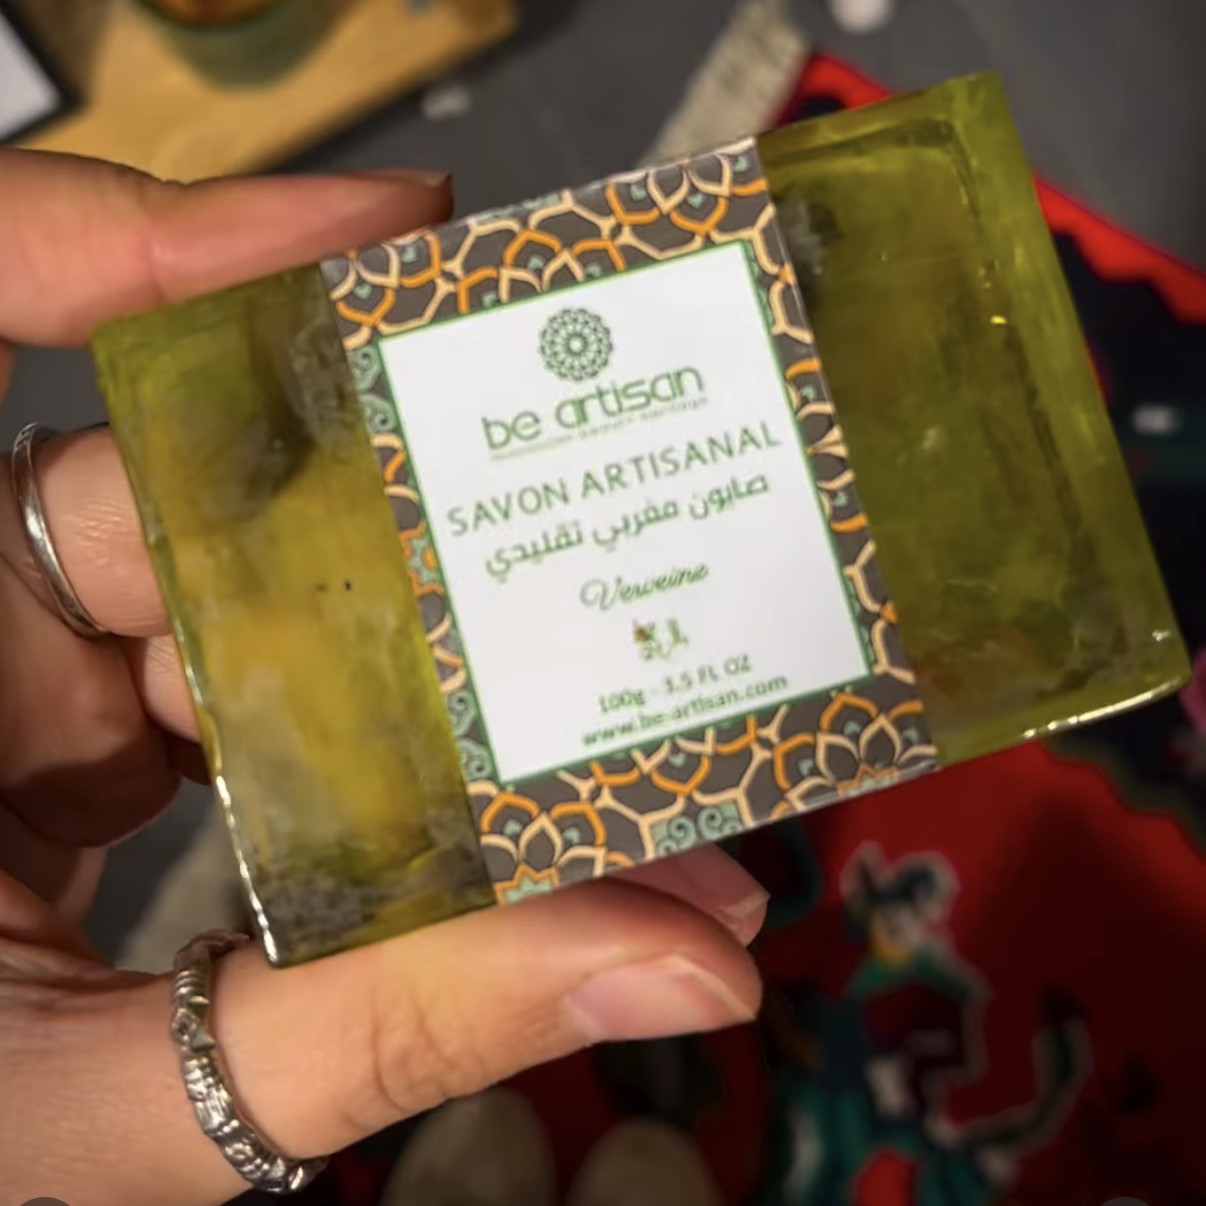 be artisan
SAVON ARTISANAL
صابون مغربي تقليدي
Verveine
100g - 3.5 FL OZ
www.be-artisan.com